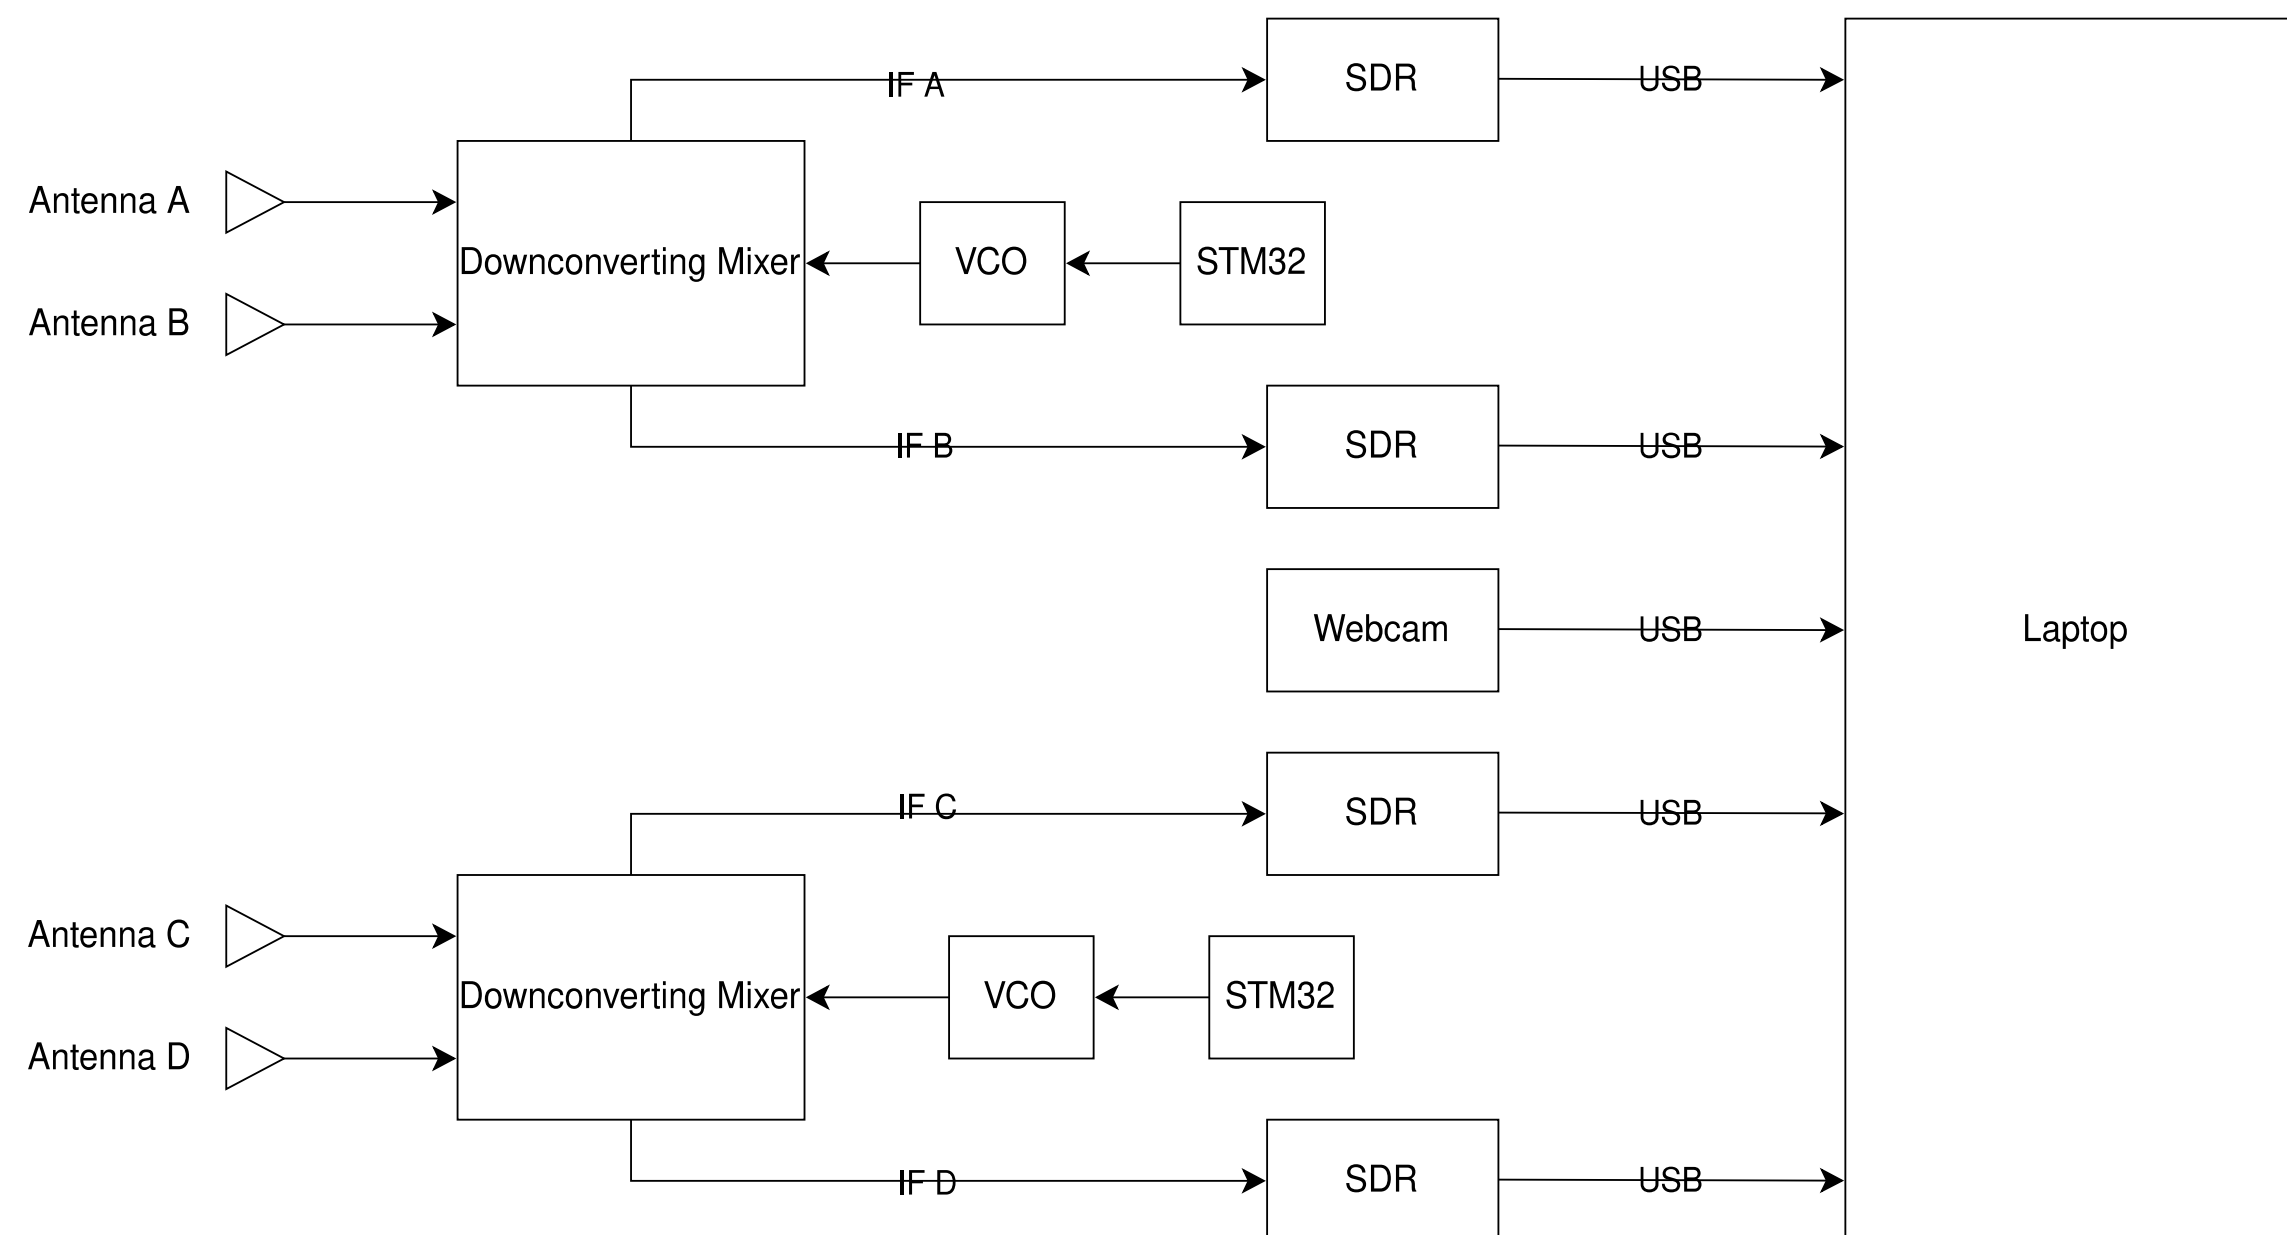 IF A
SDR
USB
Antenna A
Downconverting Mixer
VCO
STM32
Antenna B
IF B
SDR
USB
Webcam
USB
Laptop
IF C
SDR
USB
Antenna C
Downconverting Mixer
VCO
STM32
Antenna D
IF D
SDR
USB